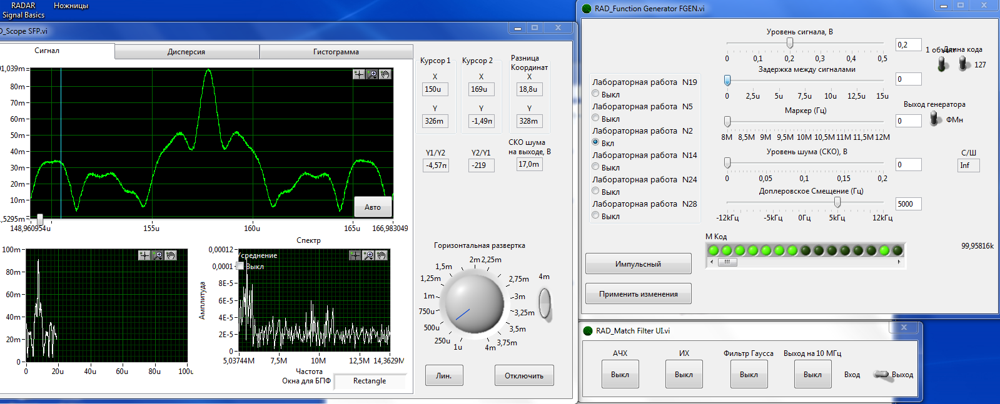 RADAR
Signal Basics
Ножницы
D_Scope SFP.vi
Сигнал
Дисперсия
Гистограмма
91,039m
80m
70m
60m
50m
40m
30m
20m
10m
,5295m
148,960954u
155u
160u
165u
166,983049
Авто
Курсор 1
X
150u
Y
326m
Курсор 2
X
169u
Y
-1,49m
Разница
Координат
X
18,8u
Y
328m
Y1/Y2
-4,57m
Y2/Y1
-219
СКО шума
на выходе, В
17,0m
100m
80m
60m
40m
20m
0
0
20u
40u
60u
80u
100u
Спектр
Усреднение
Выкл
Амплитуда
0,00012
0,0001
8E-5
6E-5
4E-5
2E-5
0
5,03744M
7,5M
10M
12,5M
14,3629M
Частота
Окна для БПФ
Rectangle
Горизонтальная развертка
2m
2,25m
1,5m
2,75m
1,25m
3m
1m
3,25m
750u
3,5m
500u
3,75m
250u
4m
1u
4m
Лин.
Отключить
RAD_Function Generator FGEN.vi
Лабораторная работа N19
Выкл
Лабораторная работа N5
Выкл
Лабораторная работа N2
Вкл
Лабораторная работа N14
Выкл
Лабораторная работа N24
Выкл
Лабораторная работа N28
Выкл
Импульсный
Применить изменения
Уровень сигнала, В
0,2
0 0,1 0,2 0,3 0,4 0,5
Задержка между сигналами
0
0 2,5u 5u 7,5u 10u 12,5u 15u
Маркер (Гц)
0
8M 8,5M 9M 9,5M 10M 10,5M 11M 11,5M 12M
Уровень шума (СКО), В
0
0 0,05 0,1 0,15 0,2
Доплеровское Смещение (Гц)
5000
-12кГц -5кГц 0Гц 5кГц 12кГц
1 объект
Длина кода
127
Выход генератора
ФМн
С/Ш
Inf
М Код
99,95816k
RAD_Match Filter UI.vi
АЧХ
Выкл
ИХ
Выкл
Фильтр Гаусса
Выкл
Выход на 10 МГц
Выкл
Вход
Выход